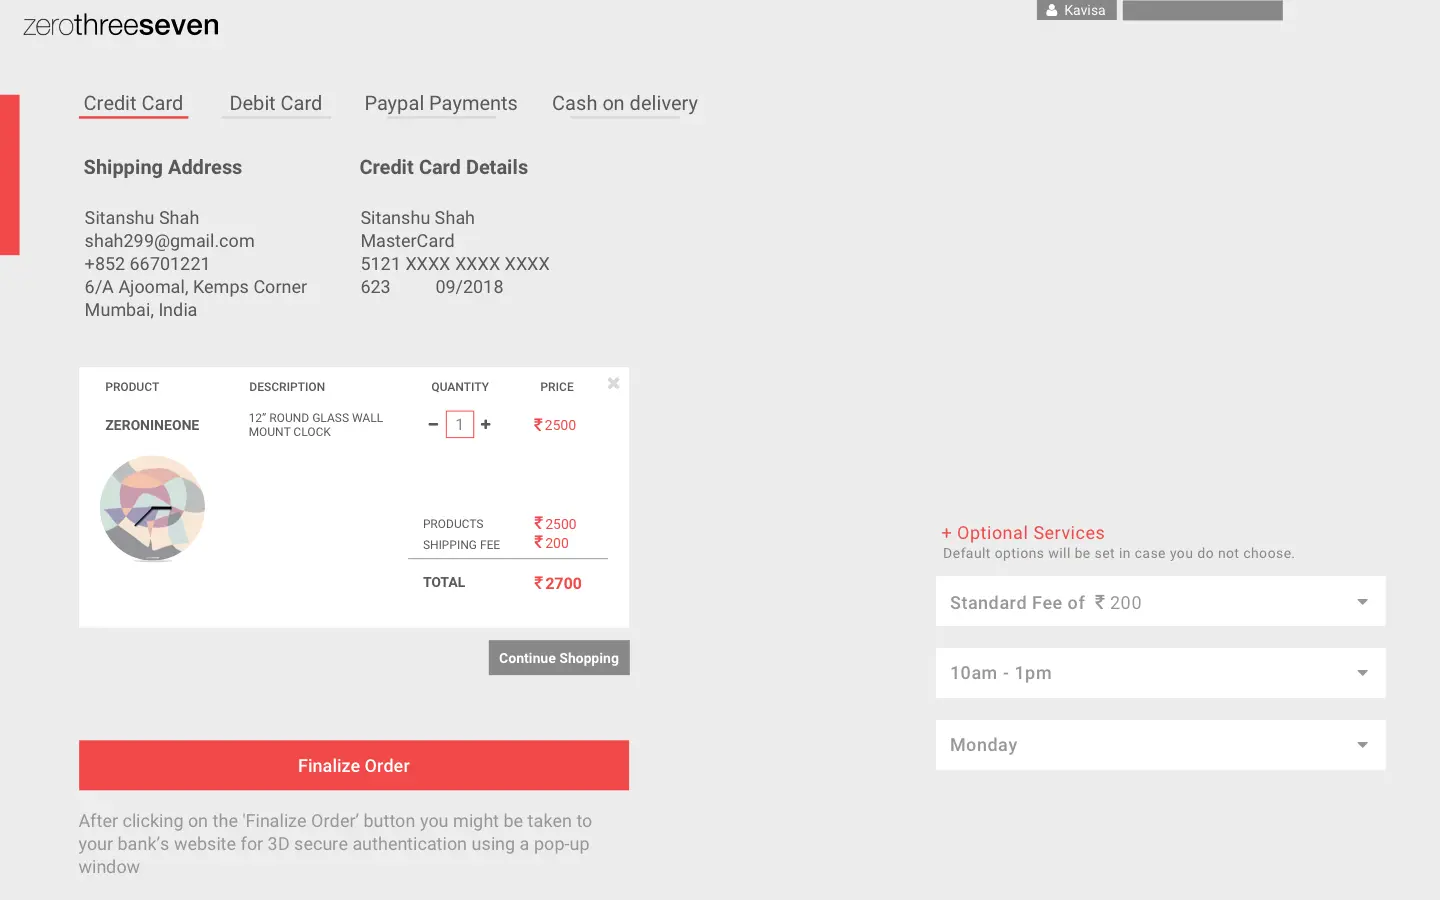 zerothreeseven
Kavisa
Credit Card Debit Card Paypal Payments Cash on delivery
Shipping Address
Sitanshu Shah
shah299@gmail.com
+852 66701221
6/A Ajoomal, Kemps Corner
Mumbai, India
Credit Card Details
Sitanshu Shah
MasterCard
5121 XXXX XXXX XXXX
623 09/2018
PRODUCT DESCRIPTION QUANTITY PRICE
ZERONINEONE
12” ROUND GLASS WALL
MOUNT CLOCK
1
₹ 2500
PRODUCTS ₹ 2500
SHIPPING FEE ₹ 200
TOTAL ₹ 2700
Continue Shopping
Finalize Order
After clicking on the 'Finalize Order’ button you might be taken to
your bank’s website for 3D secure authentication using a pop-up
window
+ Optional Services
Default options will be set in case you do not choose.
Standard Fee of ₹ 200
10am - 1pm
Monday